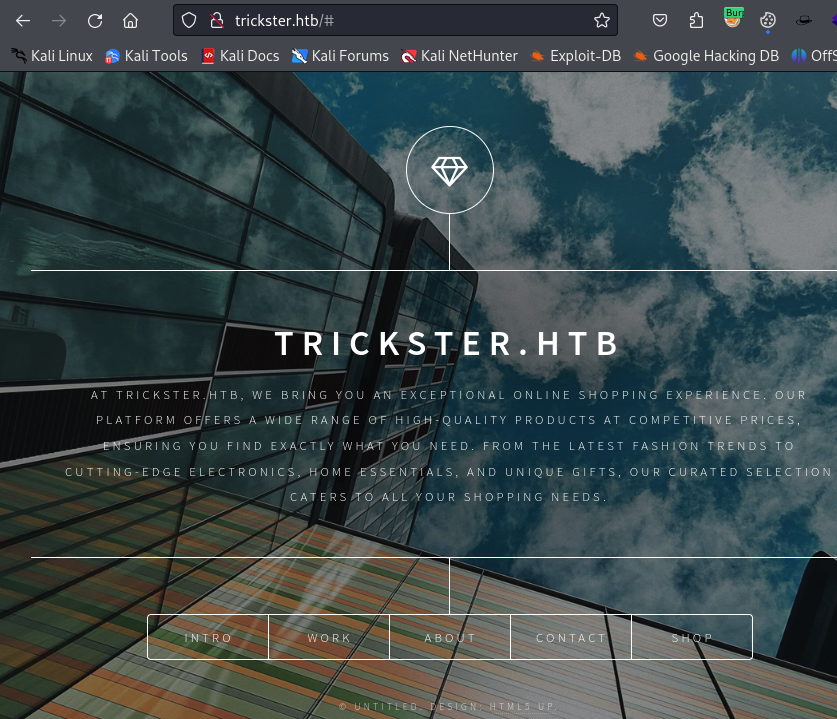 trickster.htb/#
Bur
Kali Linux Kali Tools Kali Docs Kali Forums Kali NetHunter Exploit-DB Google Hacking DB OffS
TRICKSTER.HTB
AT TRICKSTER.HTB, WE BRING YOU AN EXCEPTIONAL ONLINE SHOPPING EXPERIENCE. OUR
PLATFORM OFFERS A WIDE RANGE OF HIGH-QUALITY PRODUCTS AT COMPETITIVE PRICES,
ENSURING YOU FIND EXACTLY WHAT YOU NEED. FROM THE LATEST FASHION TRENDS TO
CUTTING-EDGE ELECTRONICS, HOME ESSENTIALS, AND UNIQUE GIFTS, OUR CURATED SELECTION
CATERS TO ALL YOUR SHOPPING NEEDS.
INTRO WORK ABOUT CONTACT SHOP
© UNTITLED. DESIGN: HTML5 UP.